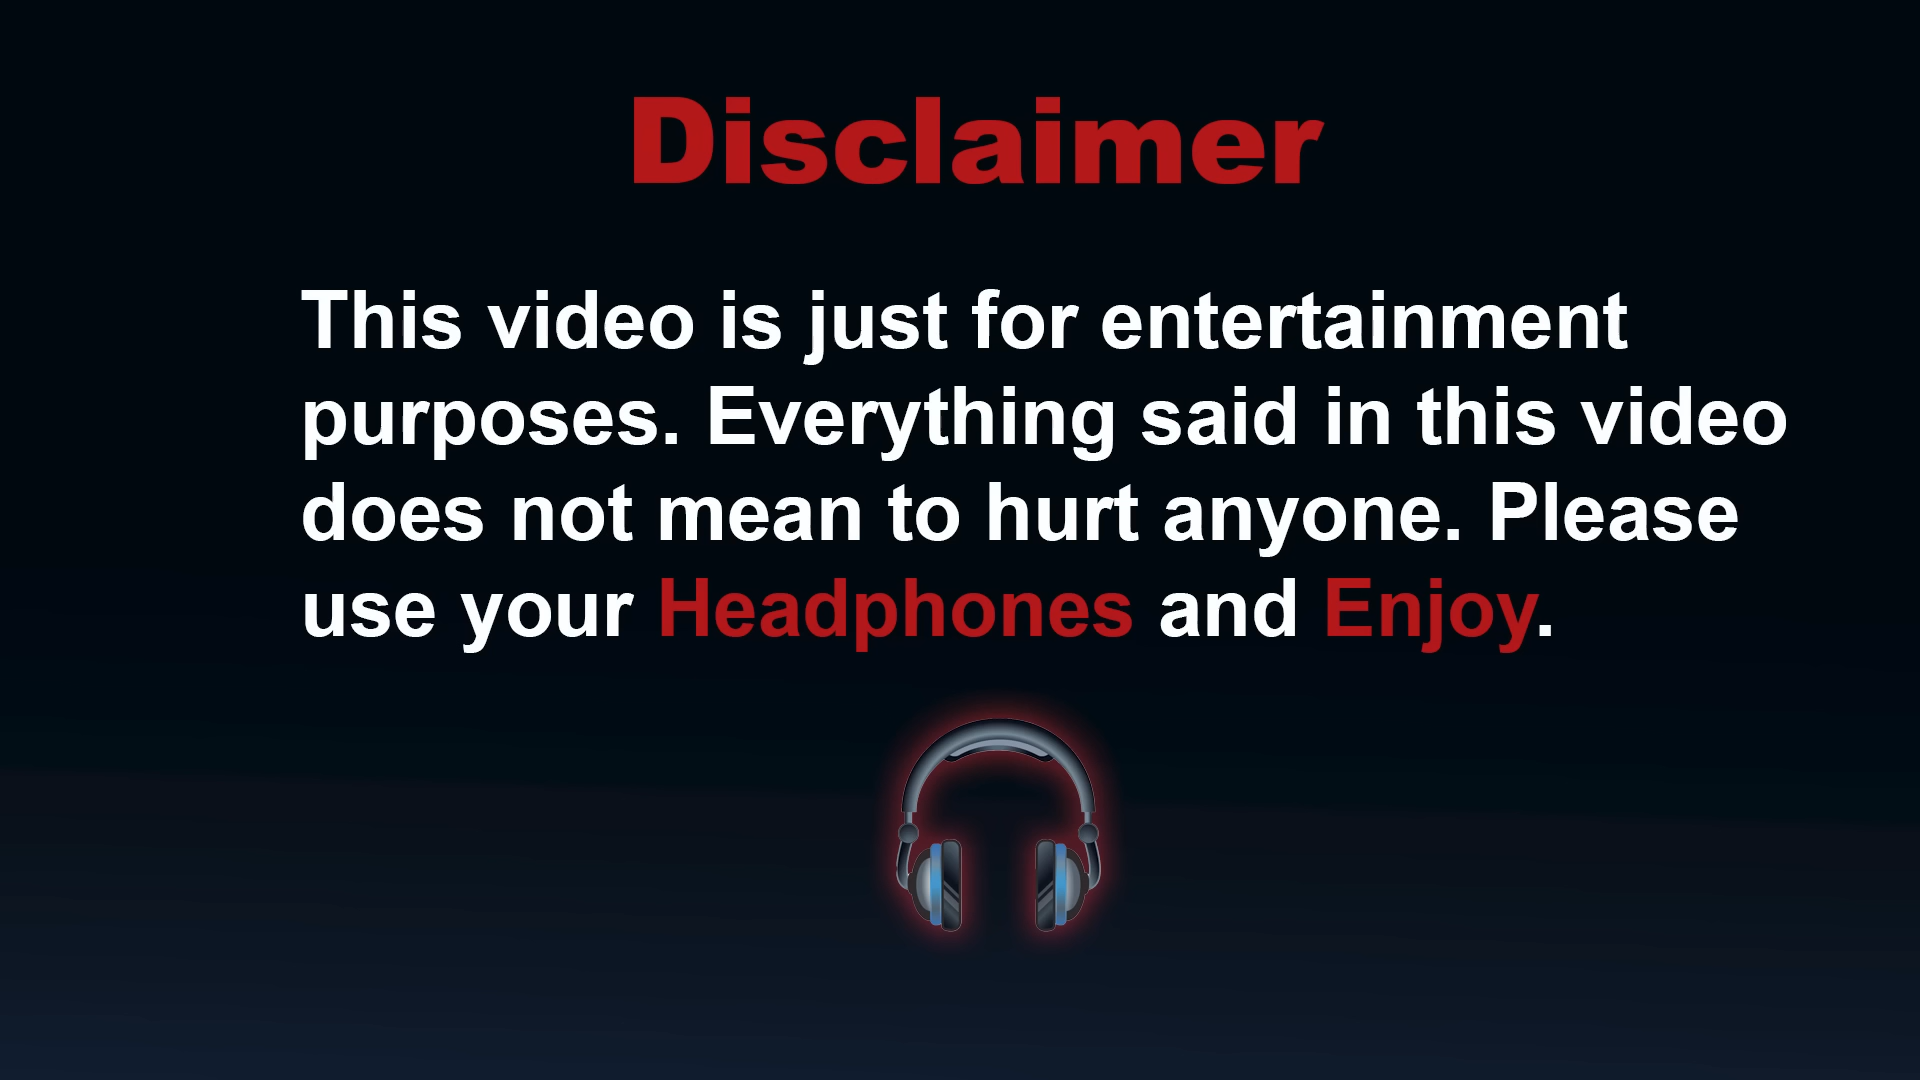 Disclaimer
This video is just for entertainment
purposes. Everything said in this video
does not mean to hurt anyone. Please
use your Headphones and Enjoy.